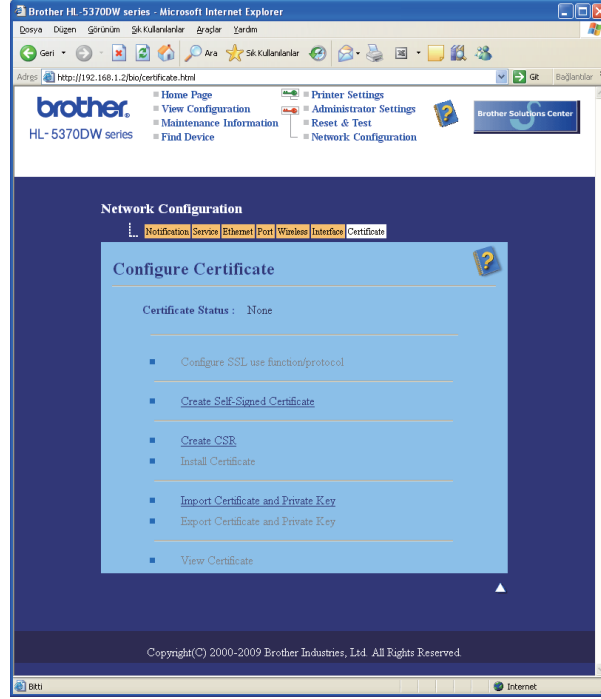 Brother HL-5370DW series - Microsoft Internet Explorer
Dosya Düzen Görünüm Sık Kullanılanlar Araçlar Yardım
Geri Ara Sık Kullanılanlar
Adres http://192.168.1.2/bio/certificate.html Git Bağlantılar
brother.
HL-5370DW series
Home Page
View Configuration
Maintenance Information
Find Device
Printer Settings
Administrator Settings
Reset & Test
Network Configuration
Brother Solutions Center
Network Configuration
Notification Service Ethernet Port Wireless Interface Certificate
Configure Certificate
Certificate Status : None
Configure SSL use function/protocol
Create Self-Signed Certificate
Create CSR
Install Certificate
Import Certificate and Private Key
Export Certificate and Private Key
View Certificate
Copyright(C) 2000-2009 Brother Industries, Ltd. All Rights Reserved.
Bitti Internet